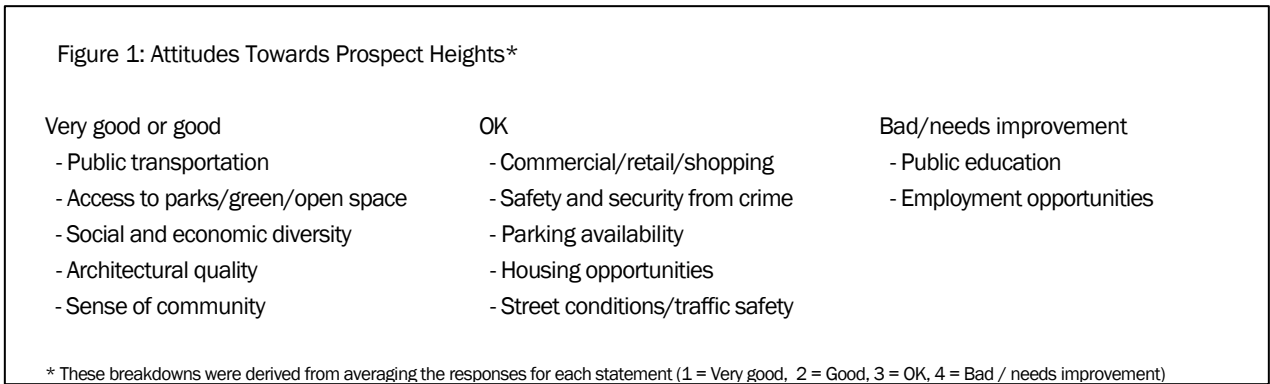 Figure 1: Attitudes Towards Prospect Heights*
Very good or good
- Public transportation
- Access to parks/green/open space
- Social and economic diversity
- Architectural quality
- Sense of community
OK
- Commercial/retail/shopping
- Safety and security from crime
- Parking availability
- Housing opportunities
- Street conditions/traffic safety
Bad/needs improvement
- Public education
- Employment opportunities
* These breakdowns were derived from averaging the responses for each statement (1 = Very good, 2 = Good, 3 = OK, 4 = Bad / needs improvement)